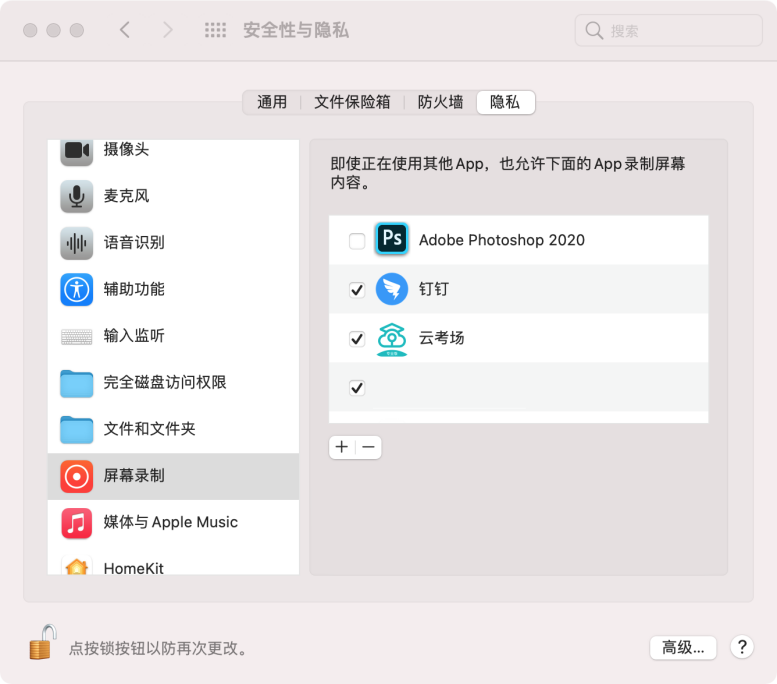 安全性与隐私
搜索
通用
文件保险箱
防火墙
隐私
摄像头
麦克风
语音识别
辅助功能
输入监听
完全磁盘访问权限
文件和文件夹
屏幕录制
媒体与 Apple Music
HomeKit
即使正在使用其他 App，也允许下面的 App 录制屏幕
内容。
Ps
Adobe Photoshop 2020
钉钉
云考场
点按锁按钮以防再次更改。
高级...
?